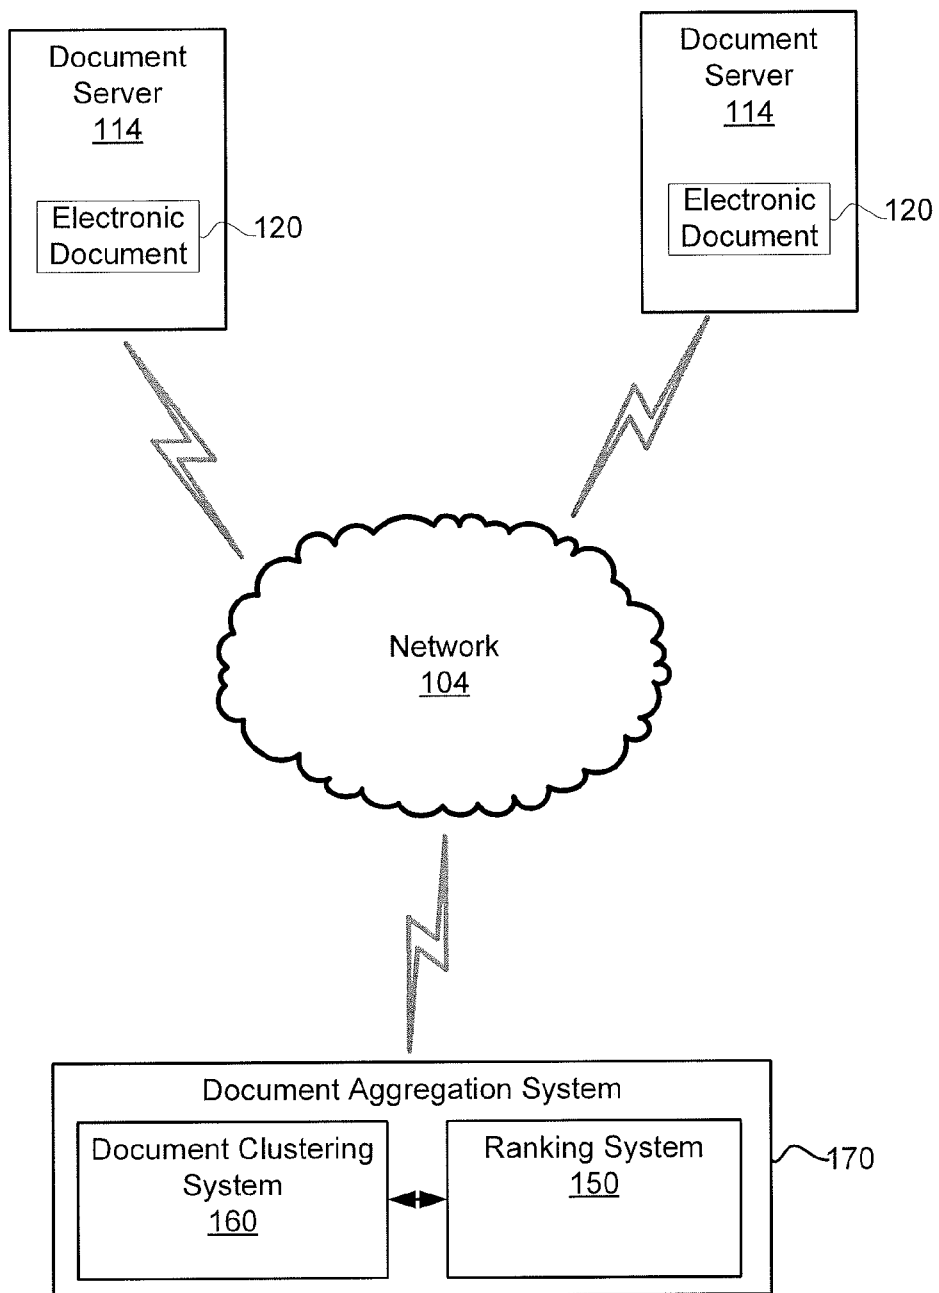 Document
Server
114
Electronic
Document
120
Document
Server
114
Electronic
Document
120
Network
104
Document Aggregation System
Document Clustering
System
160
Ranking System
150
170